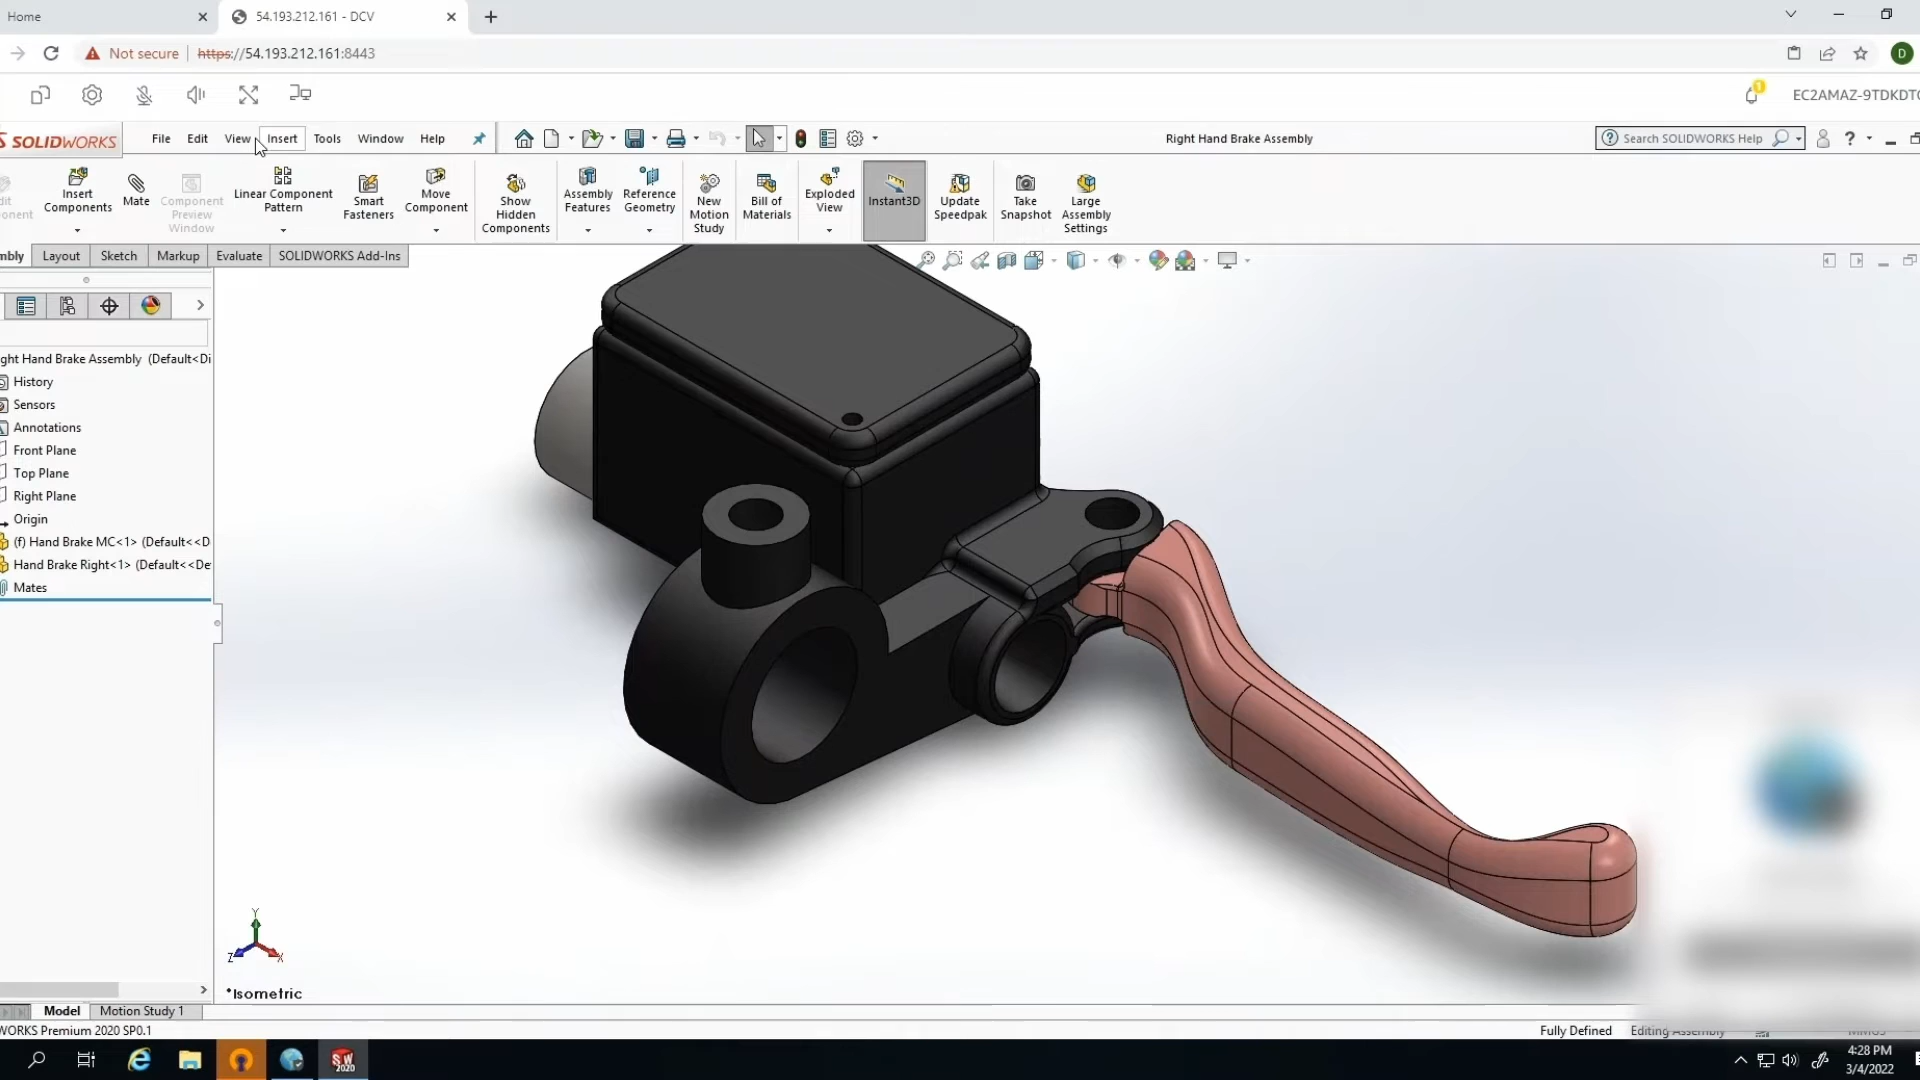 Home
54.193.212.161 - DCV
Not secure
https://54.193.212.161:8443
1
D
SOLIDWORKS
File Edit View Insert Tools Window Help
Right Hand Brake Assembly
Search SOLIDWORKS Help
?
Insert
Components
Mate
Component
Preview
Window
Linear Component
Pattern
Smart
Fasteners
Move
Component
Show
Hidden
Components
Assembly
Features
Reference
Geometry
New
Motion
Study
Bill of
Materials
Exploded
View
Instant3D
Update
Speedpak
Take
Snapshot
Large
Assembly
Settings
mbly Layout Sketch Markup Evaluate SOLIDWORKS Add-Ins
ght Hand Brake Assembly (Default<Di
History
Sensors
Annotations
Front Plane
Top Plane
Right Plane
Origin
(f) Hand Brake MC<1> (Default<<D
Hand Brake Right<1> (Default<<De
Mates
Y
Z
X
*Isometric
Model Motion Study 1
WORKS Premium 2020 SP0.1
Fully Defined Editing Assembly
SW
2020
4:28 PM
3/4/2022